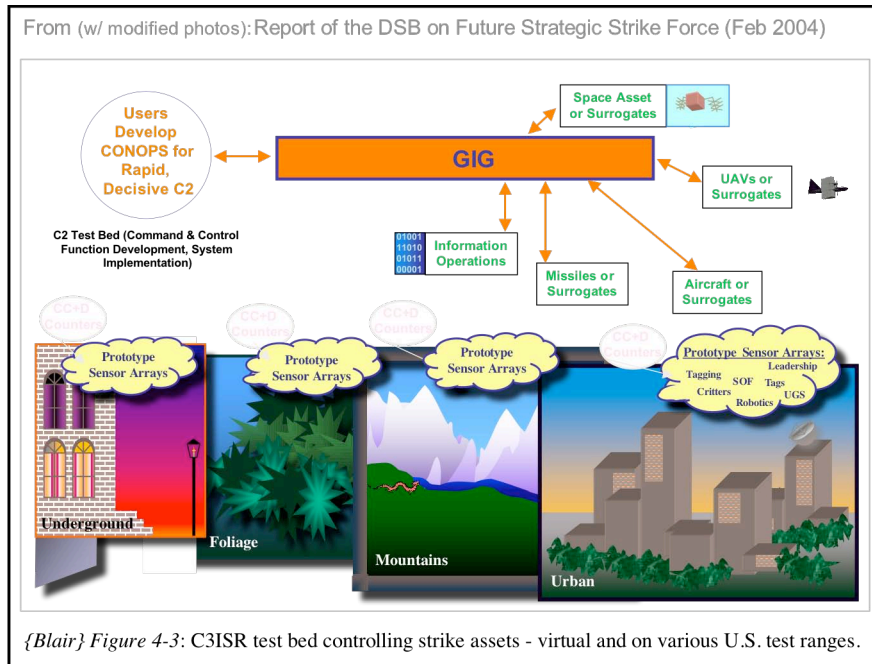 From (w/ modified photos): Report of the DSB on Future Strategic Strike Force (Feb 2004)
Users
Develop
CONOPS for
Rapid,
Decisive C2
C2 Test Bed (Command & Control
Function Development, System
Implementation)
GIG
Space Asset
or Surrogates
UAVs or
Surrogates
01001
11010
01011
00001
Information
Operations
Missiles or
Surrogates
Aircraft or
Surrogates
CC+D
Counters
Prototype
Sensor Arrays
Underground
CC+D
Counters
Prototype
Sensor Arrays
Foliage
CC+D
Counters
Prototype
Sensor Arrays
Mountains
CC+D
Counters
Prototype Sensor Arrays:
Leadership
Tagging
SOF Tags
Critters
UGS
Robotics
Urban
{Blair} Figure 4-3: C3ISR test bed controlling strike assets - virtual and on various U.S. test ranges.